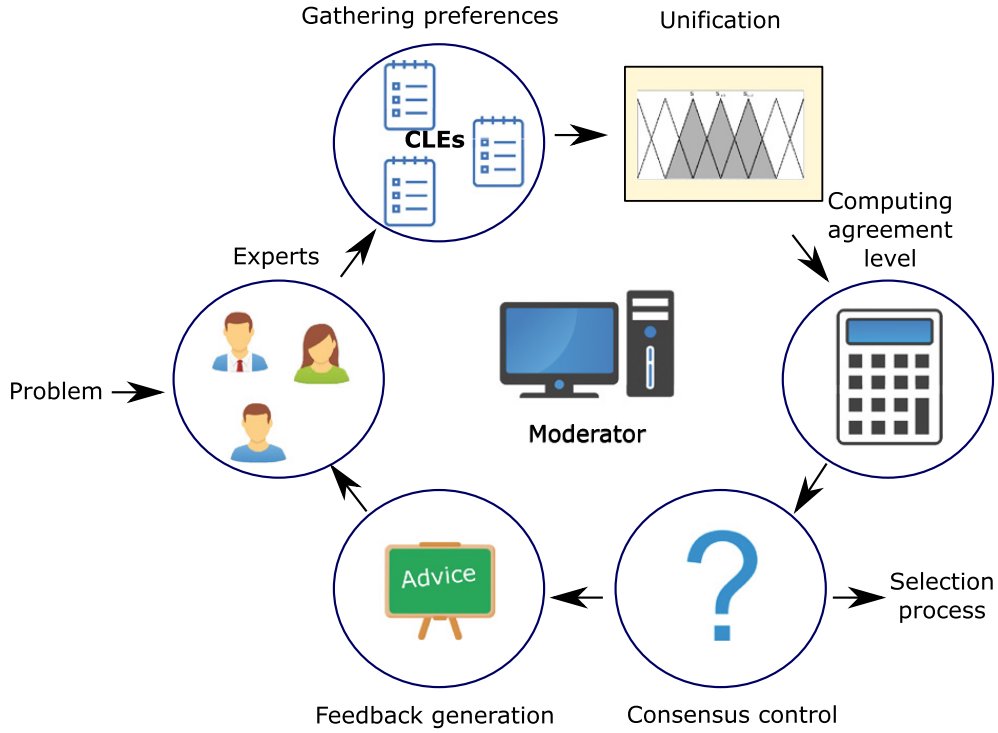 Gathering preferences
Unification
CLEs
Computing
agreement
level
Experts
Problem
Moderator
Advice
Selection
process
Feedback generation
Consensus control